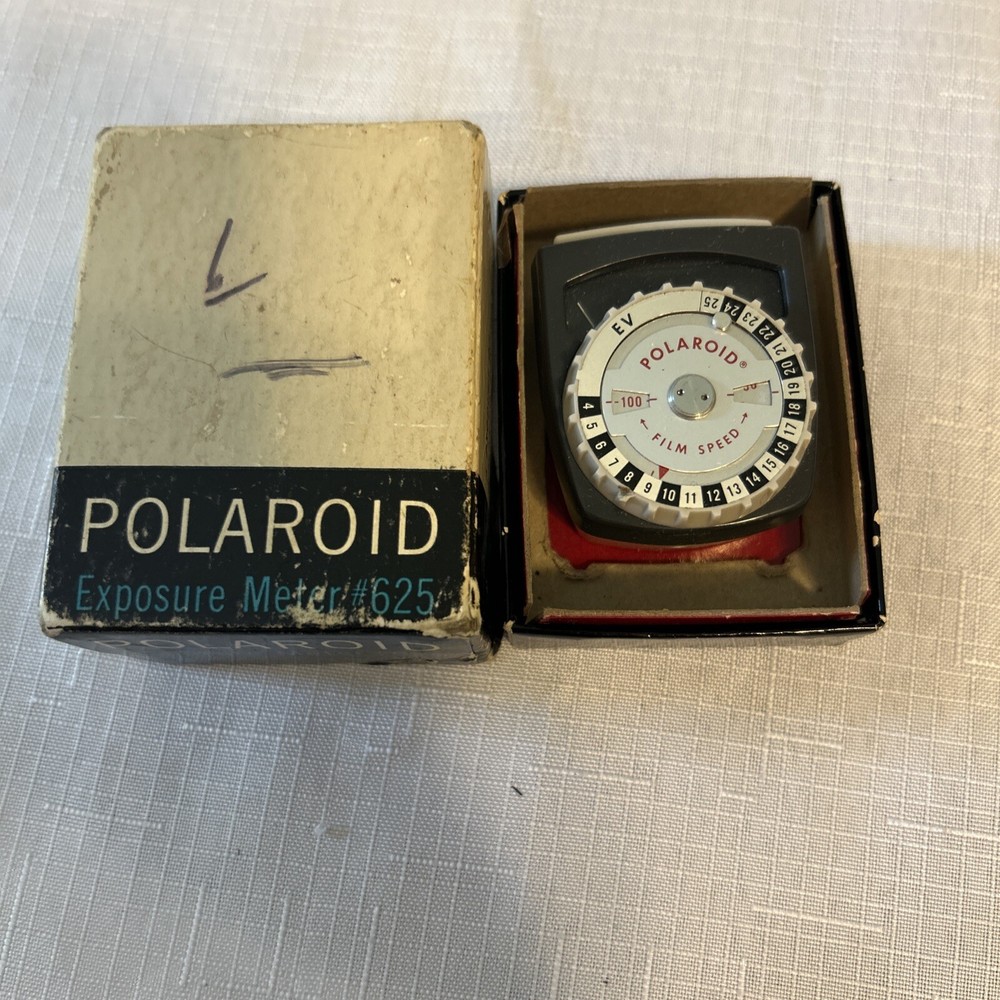 POLAROID
Exposure Meter #625
POLAROID
EV
25 24 23 22 21 20 19 18 17 16 15 14 13 12 11 10 9 8 7 6 5 4
POLAROID®
-100
FILM SPEED